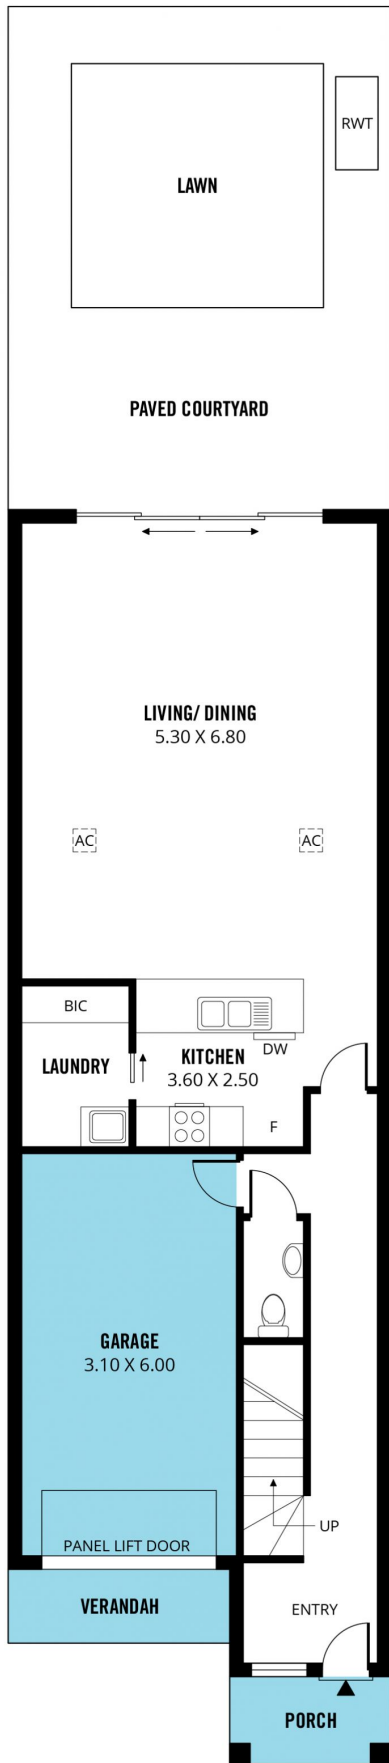 RWT
LAWN
PAVED COURTYARD
LIVING/ DINING
5.30 X 6.80
AC
AC
BIC
LAUNDRY
KITCHEN
3.60 X 2.50
DW
F
GARAGE
3.10 X 6.00
UP
PANEL LIFT DOOR
VERANDAH
ENTRY
PORCH